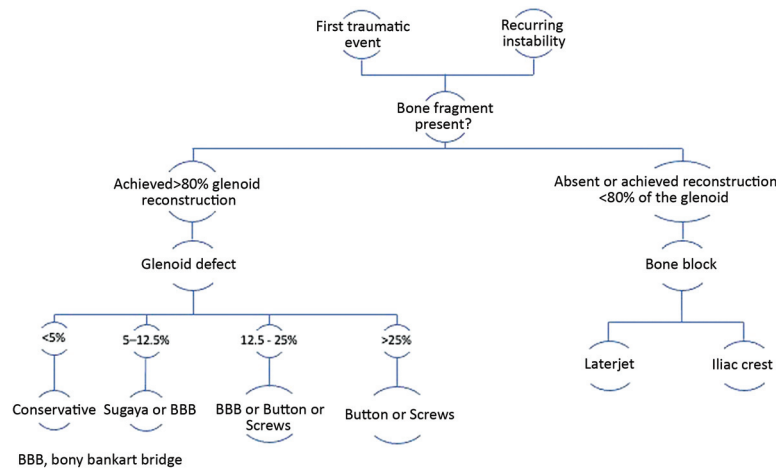 First traumatic
event
Recurring
instability
Bone fragment
present?
Achieved>80% glenoid
reconstruction
Absent or achieved reconstruction
<80% of the glenoid
Glenoid defect
Bone block
<5%
5–12.5%
12.5 - 25%
>25%
Laterjet
Iliac crest
Conservative
Sugaya or BBB
BBB or Button or
Screws
Button or Screws
BBB, bony bankart bridge